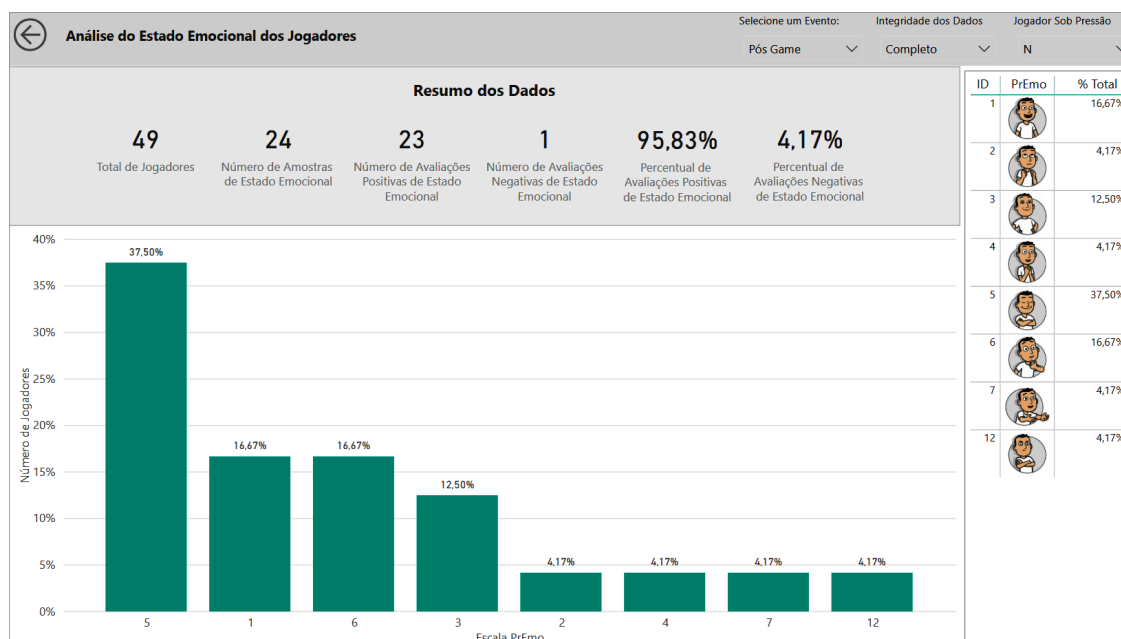 Análise do Estado Emocional dos Jogadores
Selecione um Evento:
Pós Game
Integridade dos Dados
Completo
Jogador Sob Pressão
N
Resumo dos Dados
49
Total de Jogadores
24
Número de Amostras
de Estado Emocional
23
Número de Avaliações
Positivas de Estado
Emocional
1
Número de Avaliações
Negativas de Estado
Emocional
95,83%
Percentual de
Avaliações Positivas
de Estado Emocional
4,17%
Percentual de
Avaliações Negativas
de Estado Emocional
ID PrEmo % Total
1 16,67%
2 4,17%
3 12,50%
4 4,17%
5 37,50%
6 16,67%
7 4,17%
12 4,17%
Número de Jogadores
40%
35%
30%
25%
20%
15%
10%
5%
0%
37,50%
16,67%
16,67%
12,50%
4,17%
4,17%
4,17%
4,17%
5 1 6 3 2 4 7 12
Escala PrEmo